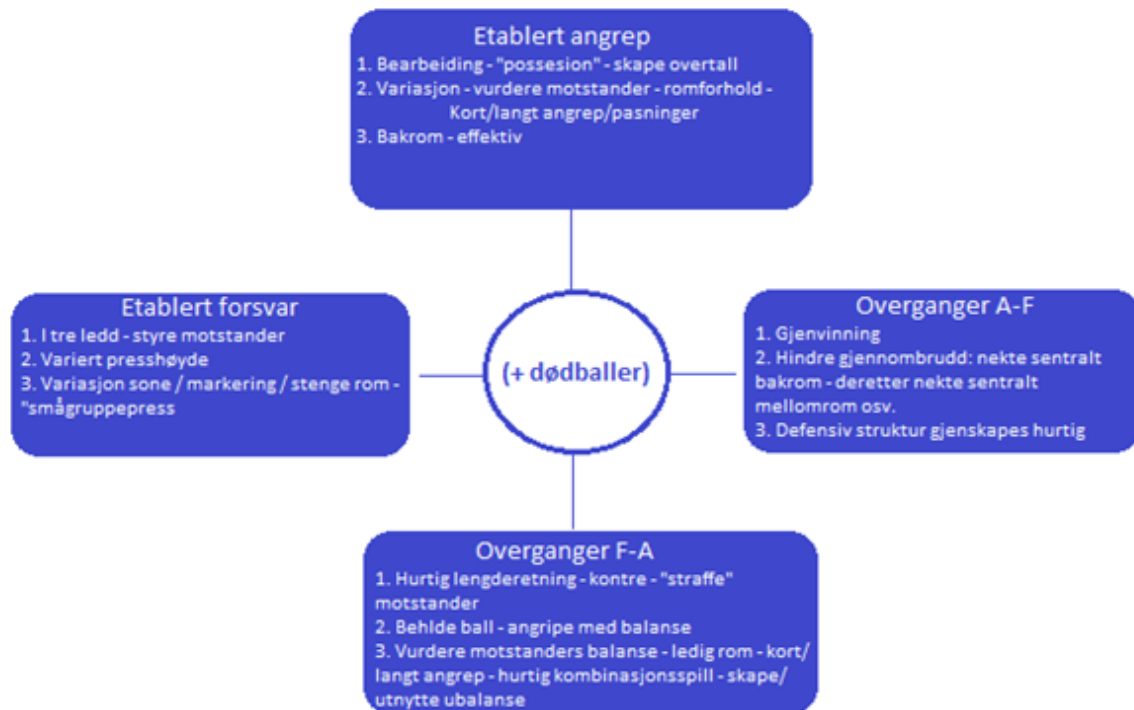 Etablert angrep
1. Bearbeiding - "possesion" - skape overtall
2. Variasjon - vurdere motstander - romforhold -
Kort/langt angrep/pasninger
3. Bakrom - effektiv
Etablert forsvar
1. I tre ledd - styre motstander
2. Variert presshøyde
3. Variasjon sone / markering / stenge rom -
"smågruppepress
(+ dødballer)
Overganger A-F
1. Gjenvinning
2. Hindre gjennombrudd: nekte sentralt
bakrom - deretter nekte sentralt
mellomrom osv.
3. Defensiv struktur gjenskapes hurtig
Overganger F-A
1. Hurtig lengderetning - kontre - "straffe"
motstander
2. Behlde ball - angripe med balanse
3. Vurdere motstanders balanse - ledig rom - kort/
langt angrep - hurtig kombinasjonsspill - skape/
utnytte ubalanse